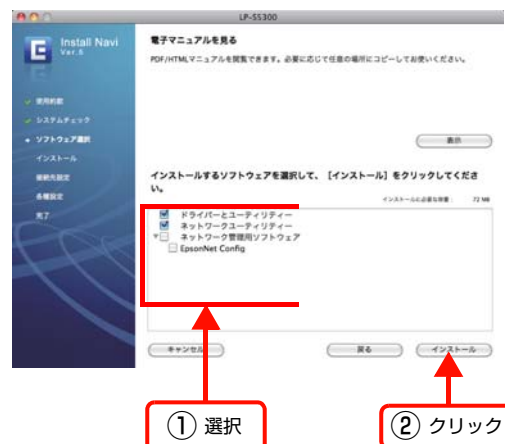 LP-S5300
Install Navi
Ver.5
電子マニュアルを見る
PDF/HTMLマニュアルを閲覧できます。必要に応じて任意の場所にコピーしてお使いください。
使用約款
システムチェック
ソフトウェア選択
インストール
接続先設定
各種設定
完了
表示
インストールするソフトウェアを選択して、[インストール]をクリックしてくださ
い。
インストールに必要な容量: 72 MB
ドライバーとユーティリティー
ネットワークユーティリティー
ネットワーク管理用ソフトウェア
EpsonNet Config
キャンセル
戻る
インストール
① 選択
② クリック